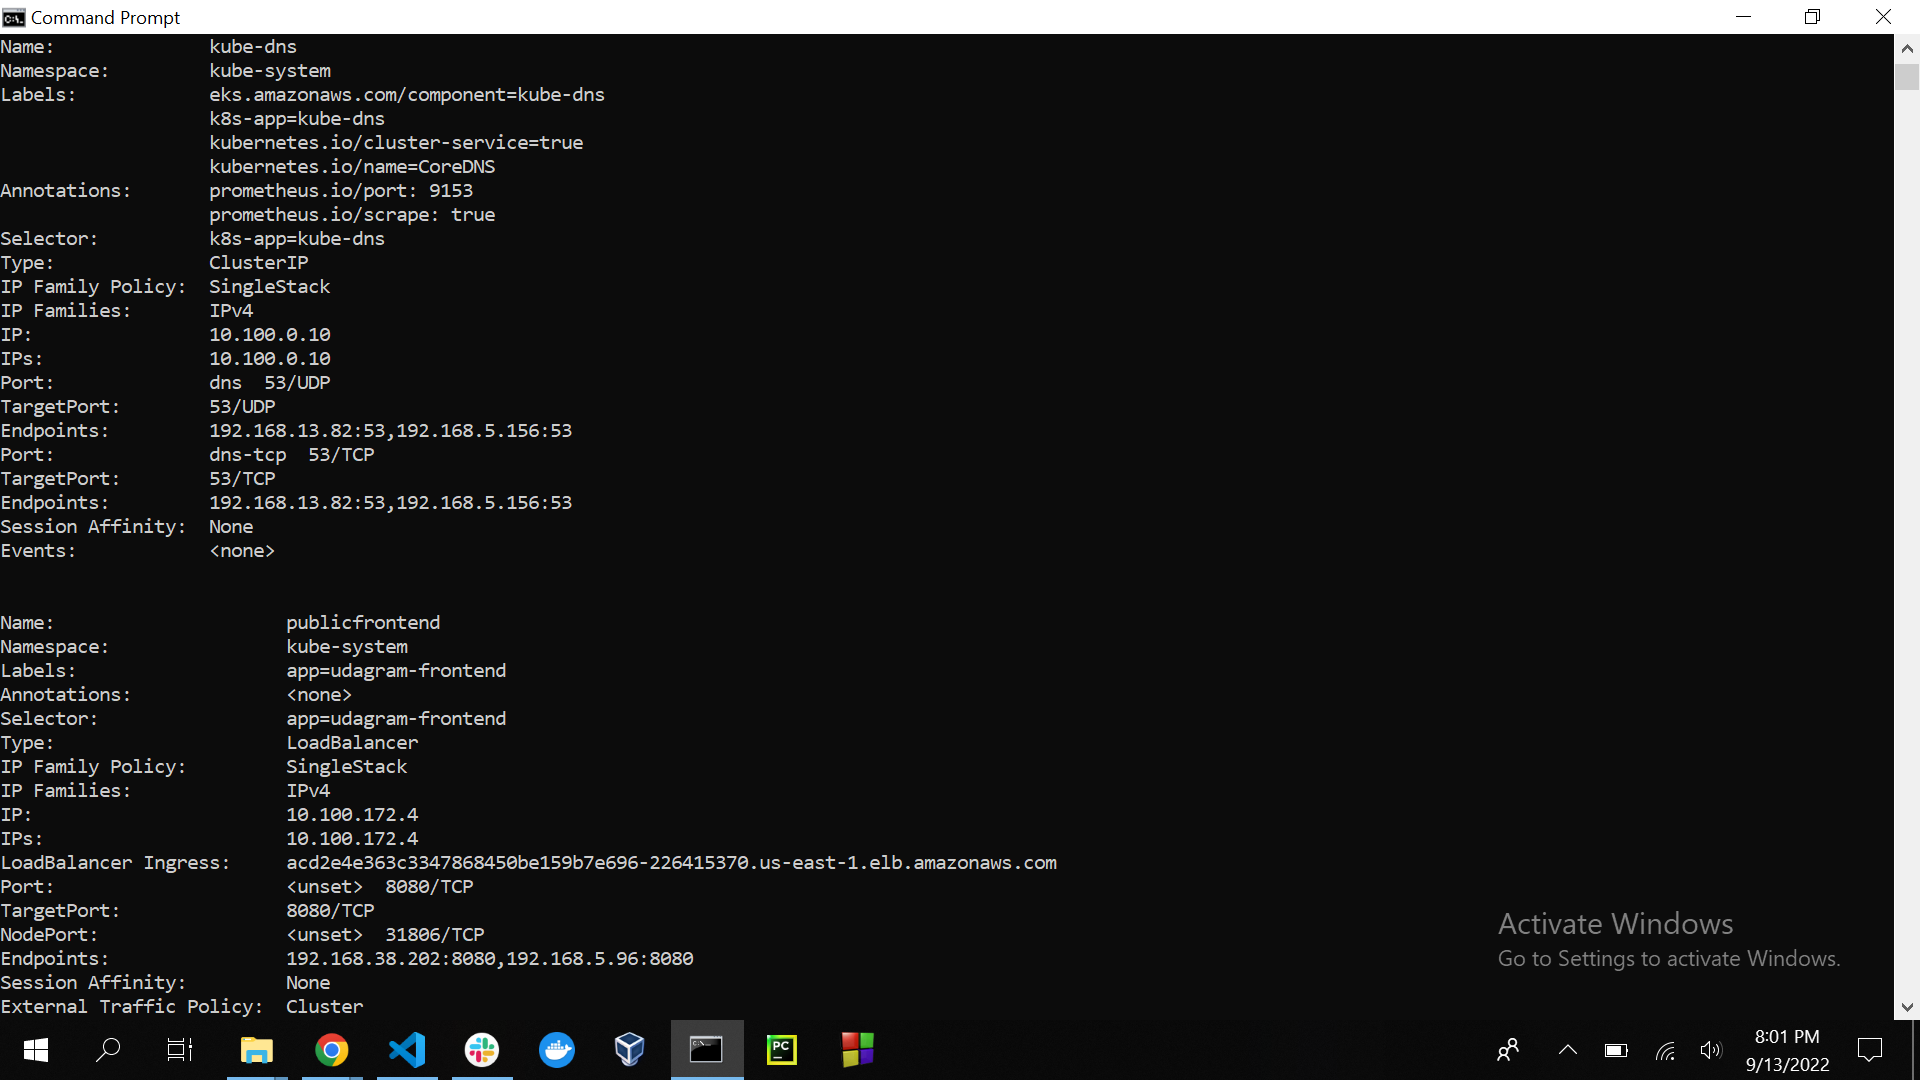 Command Prompt
Name: kube-dns
Namespace: kube-system
Labels: eks.amazonaws.com/component=kube-dns
k8s-app=kube-dns
kubernetes.io/cluster-service=true
kubernetes.io/name=CoreDNS
Annotations: prometheus.io/port: 9153
prometheus.io/scrape: true
Selector: k8s-app=kube-dns
Type: ClusterIP
IP Family Policy: SingleStack
IP Families: IPv4
IP: 10.100.0.10
IPs: 10.100.0.10
Port: dns 53/UDP
TargetPort: 53/UDP
Endpoints: 192.168.13.82:53,192.168.5.156:53
Port: dns-tcp 53/TCP
TargetPort: 53/TCP
Endpoints: 192.168.13.82:53,192.168.5.156:53
Session Affinity: None
Events: <none>
Name: publicfrontend
Namespace: kube-system
Labels: app=udagram-frontend
Annotations: <none>
Selector: app=udagram-frontend
Type: LoadBalancer
IP Family Policy: SingleStack
IP Families: IPv4
IP: 10.100.172.4
IPs: 10.100.172.4
LoadBalancer Ingress: acd2e4e363c3347868450be159b7e696-226415370.us-east-1.elb.amazonaws.com
Port: <unset> 8080/TCP
TargetPort: 8080/TCP
NodePort: <unset> 31806/TCP
Endpoints: 192.168.38.202:8080,192.168.5.96:8080
Session Affinity: None
External Traffic Policy: Cluster
Activate Windows
Go to Settings to activate Windows.
PC
8:01 PM
9/13/2022